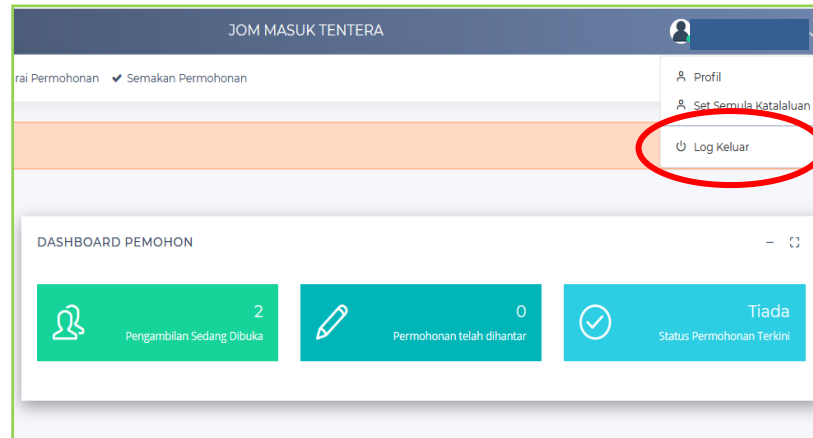 JOM MASUK TENTERA
rai Permohonan ✔ Semakan Permohonan
Profil
Set Semula Katalaluan
Log Keluar
DASHBOARD PEMOHON
2
Pengambilan Sedang Dibuka
0
Permohonan telah dihantar
Tiada
Status Permohonan Terkini